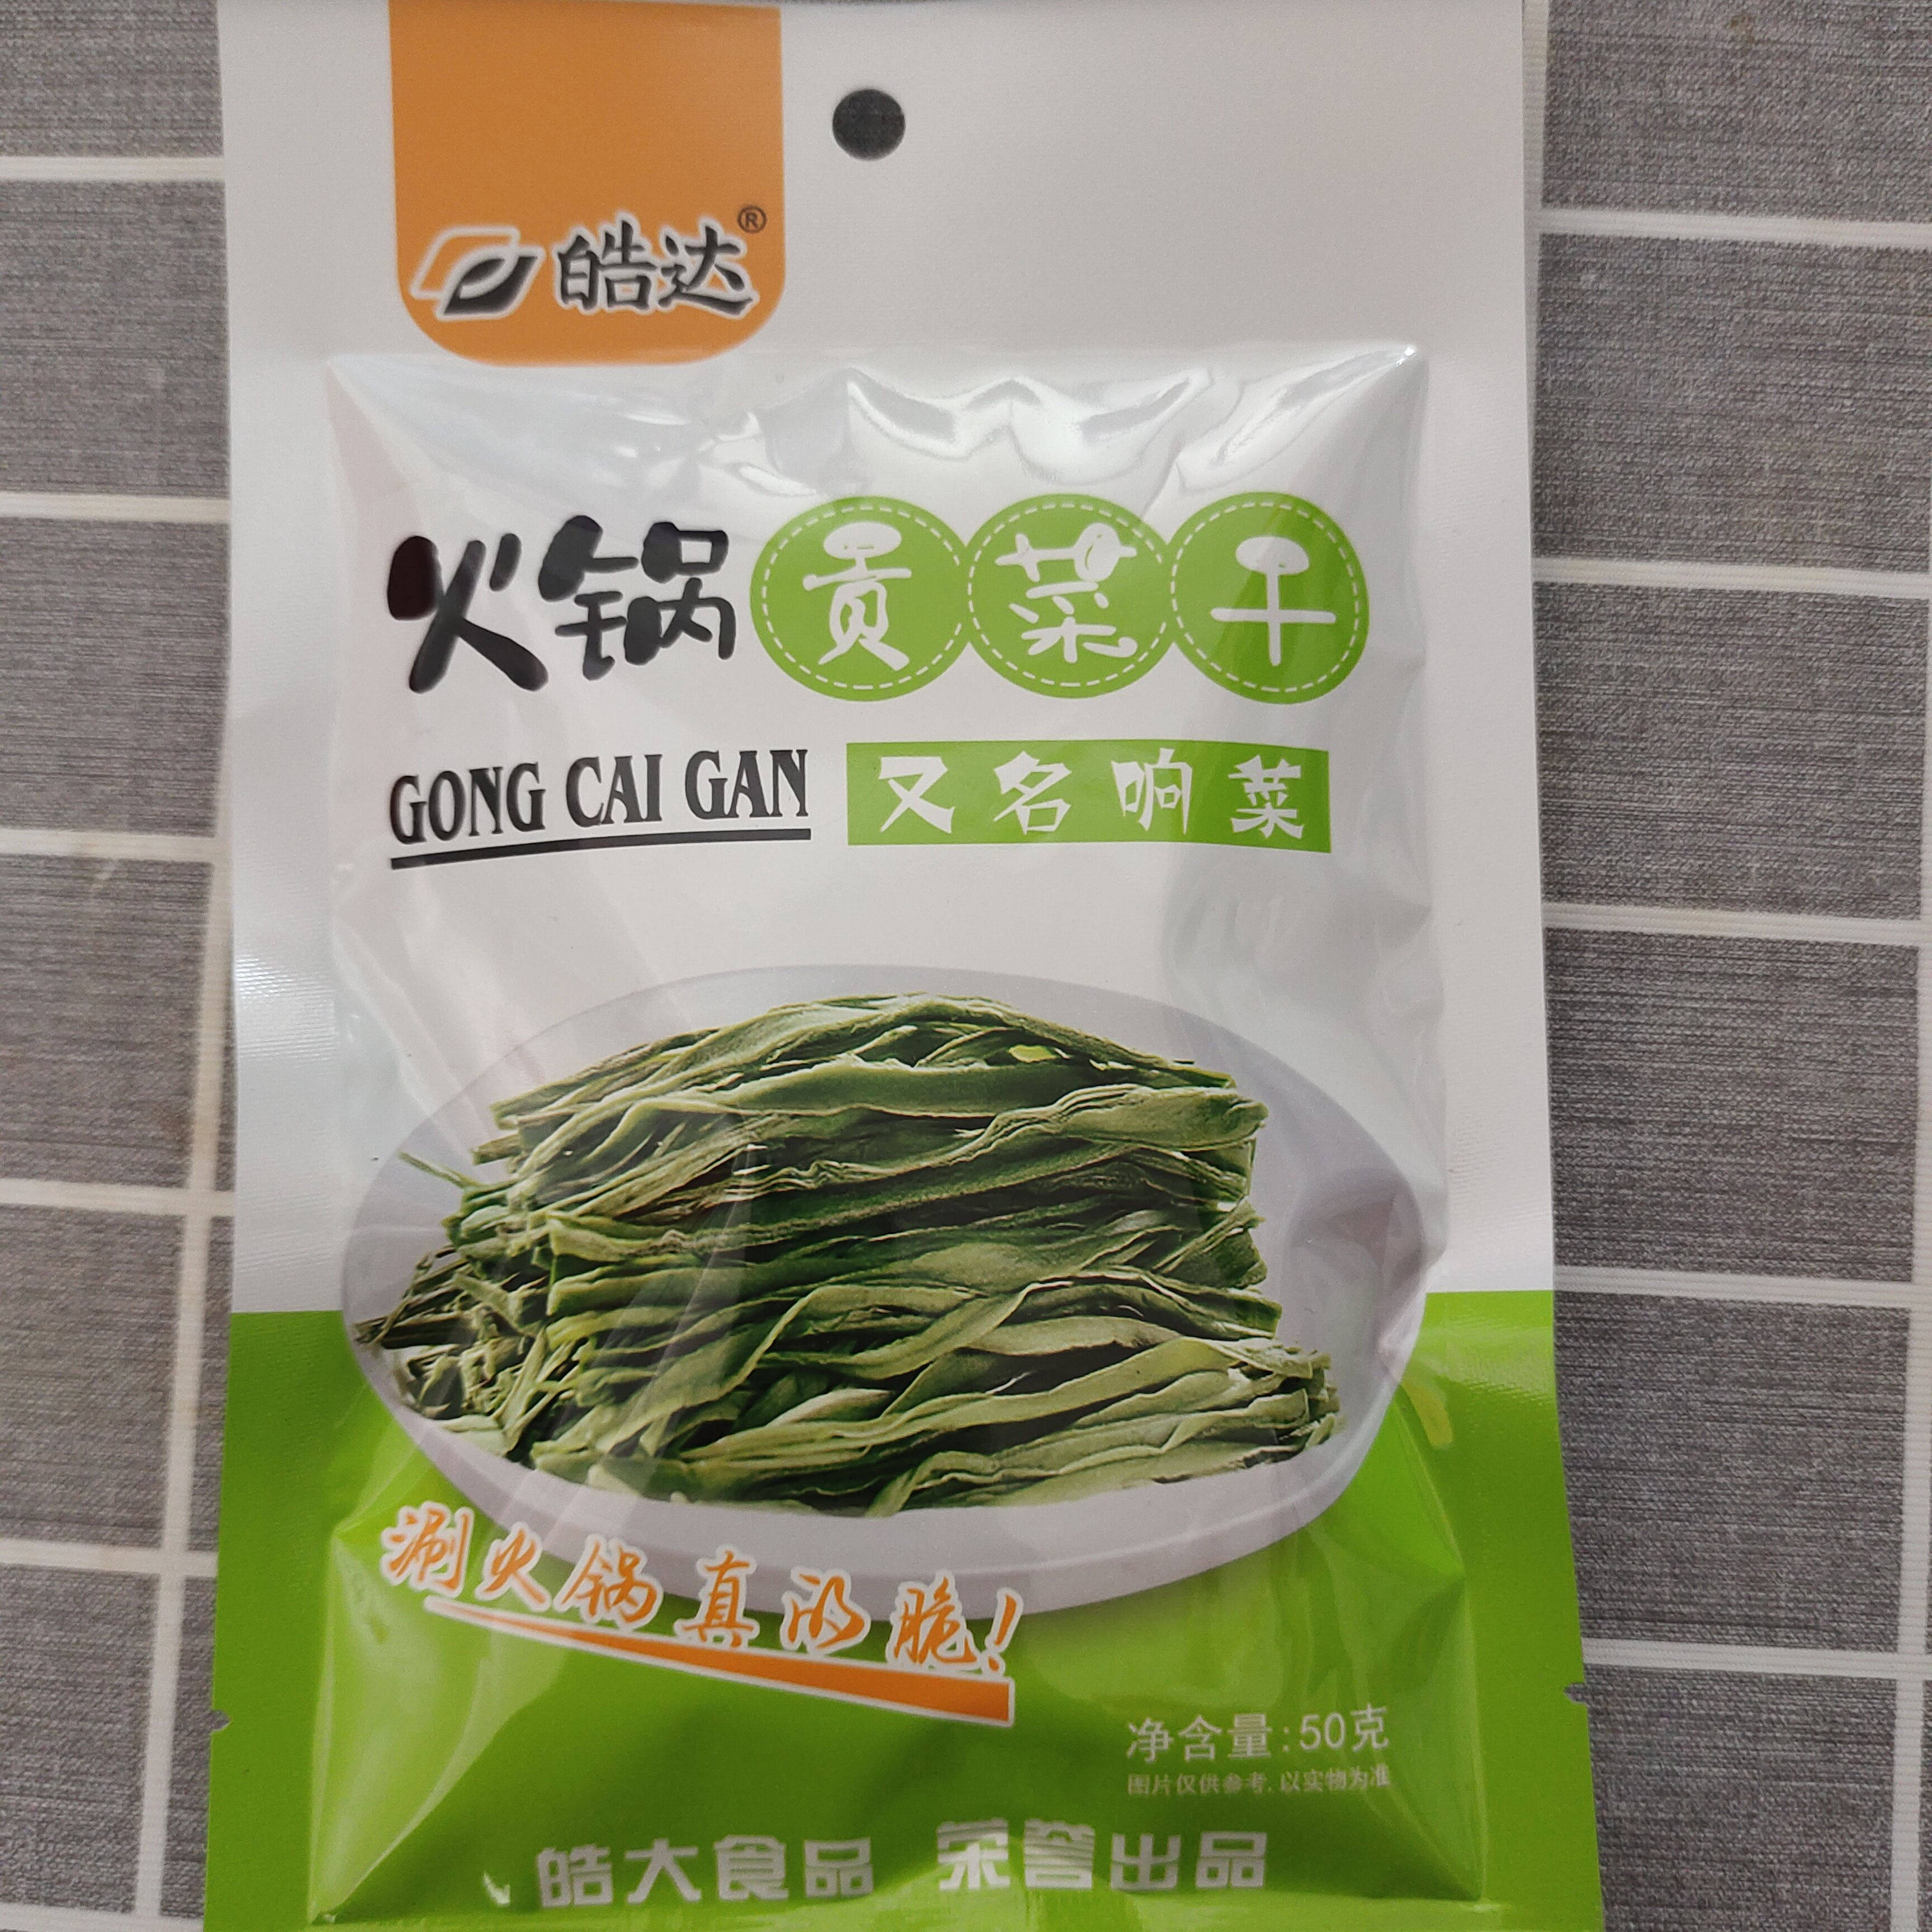 皓达®
火锅贡菜干
GONG CAI GAN 又名响菜
涮火锅真的脆!
净含量:50克
图片仅供参考,以实物为准
皓大食品 荣誉出品